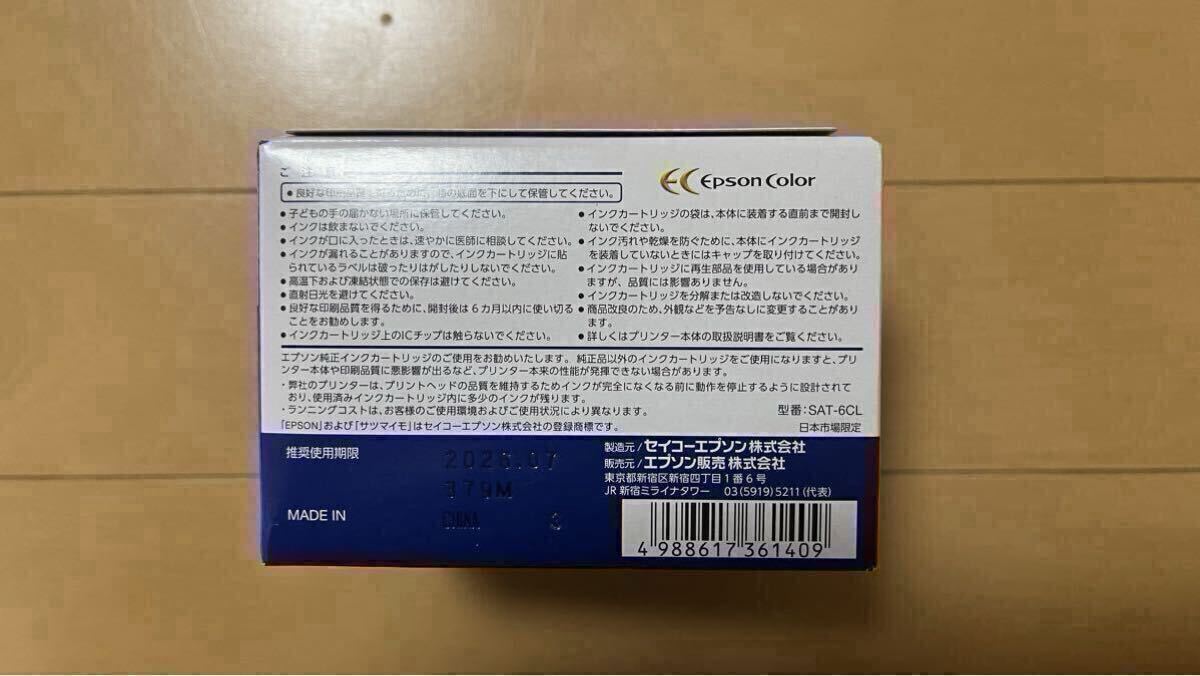 ご注意
Epson Color
●良好な印刷品質を得るために、箱の底面を下にして保管してください。
●子どもの手の届かない場所に保管してください。
●インクは飲まないでください。
●インクが口に入ったときは、速やかに医師に相談してください。
●インクが漏れることがありますので、インクカートリッジに貼
られているラベルは破ったりはがしたりしないでください。
●高温下および凍結状態での保存は避けてください。
●直射日光を避けてください。
●良好な印刷品質を得るために、開封後は6カ月以内に使い切る
ことをお勧めします。
●インクカートリッジ上のICチップは触らないでください。
●インクカートリッジの袋は、本体に装着する直前まで開封し
ないでください。
●インク汚れや乾燥を防ぐために、本体にインクカートリッジ
を装着していないときにはキャップを取り付けてください。
●インクカートリッジに再生部品を使用している場合があり
ますが、品質には影響ありません。
●インクカートリッジを分解または改造しないでください。
●商品改良のため、外観などを予告なしに変更することがあり
ます。
●詳しくはプリンター本体の取扱説明書をご覧ください。
エプソン純正インクカートリッジのご使用をお勧めいたします。純正品以外のインクカートリッジをご使用になりますと、プリ
ンター本体や印刷品質に悪影響が出るなど、プリンター本来の性能が発揮できない場合があります。
・弊社のプリンターは、プリントヘッドの品質を維持するためインクが完全になくなる前に動作を停止するように設計されて
おり、使用済みインクカートリッジ内に多少のインクが残ります。
・ランニングコストは、お客様のご使用環境およびご使用状況により異なります。
「EPSON」および「サツマイモ」はセイコーエプソン株式会社の登録商標です。
型番：SAT-6CL
日本市場限定
推奨使用期限
2026.07
379M
MADE IN
CHINA 3
製造元/セイコーエプソン株式会社
販売元/エプソン販売株式会社
東京都新宿区新宿四丁目1番6号
JR新宿ミライナタワー 03(5919)5211(代表)
4 988617 361409